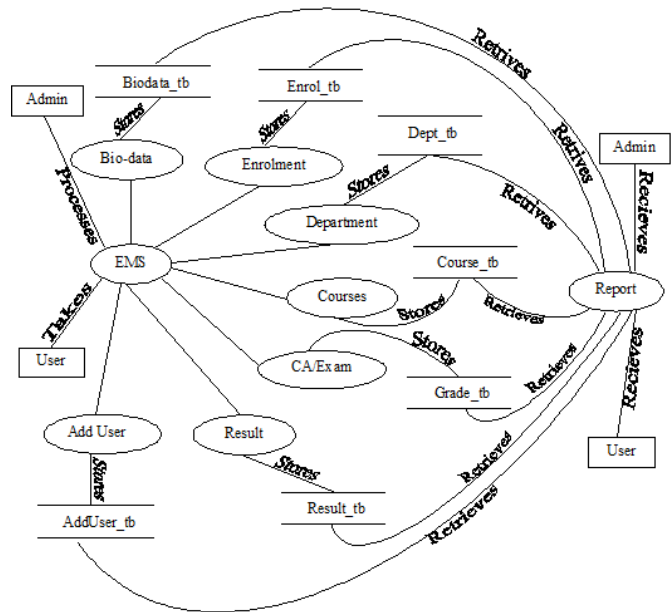 Retrives
Biodata_tb
Enrol_tb
Admin
Stores
Stores
Dept_tb
Retrives
Admin
Bio-data
Enrolment
Processes
Stores
Retrives
Recieves
Department
EMS
Course_tb
Report
Courses
Stores
Retrieves
Takes
Stores
User
CA/Exam
Retrieves
Grade_tb
Recieves
Add User
Result
Retrieves
User
Stores
Stores
Result_tb
AddUser_tb
Retrieves